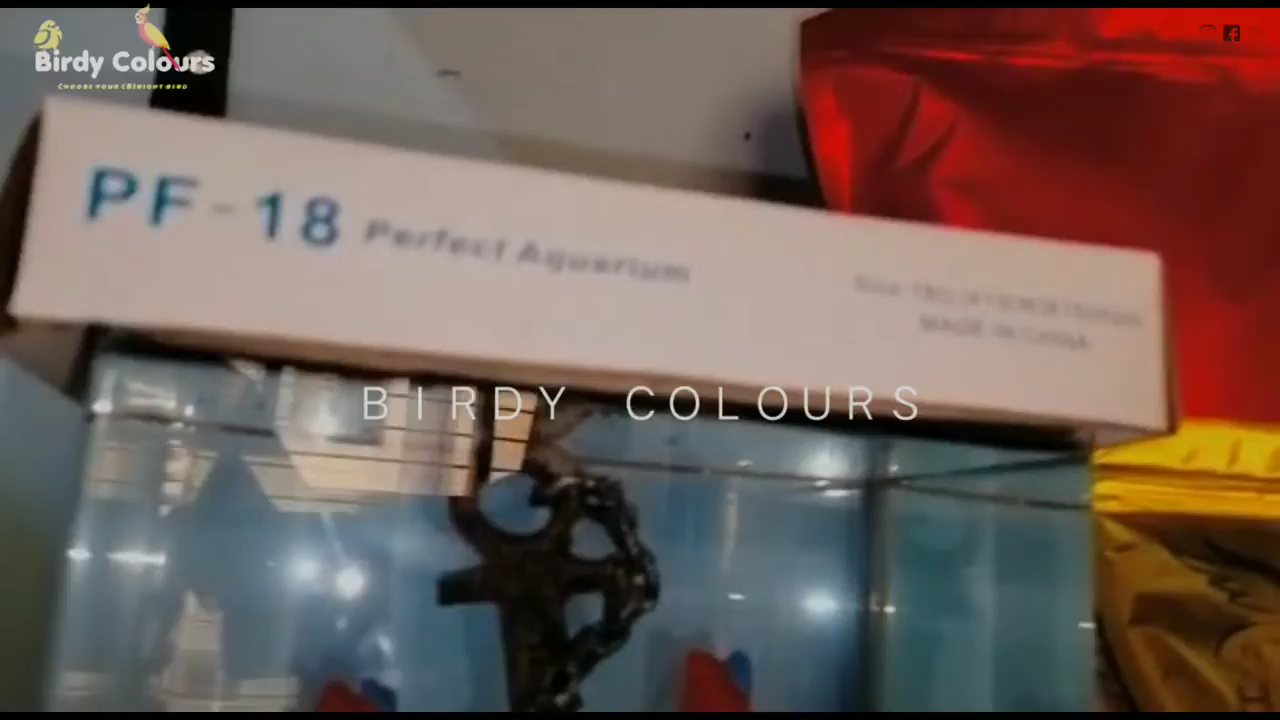 Birdy Colours
PF-18 Perfect Aquarium
MADE IN CHINA
BIRDY COLOURS